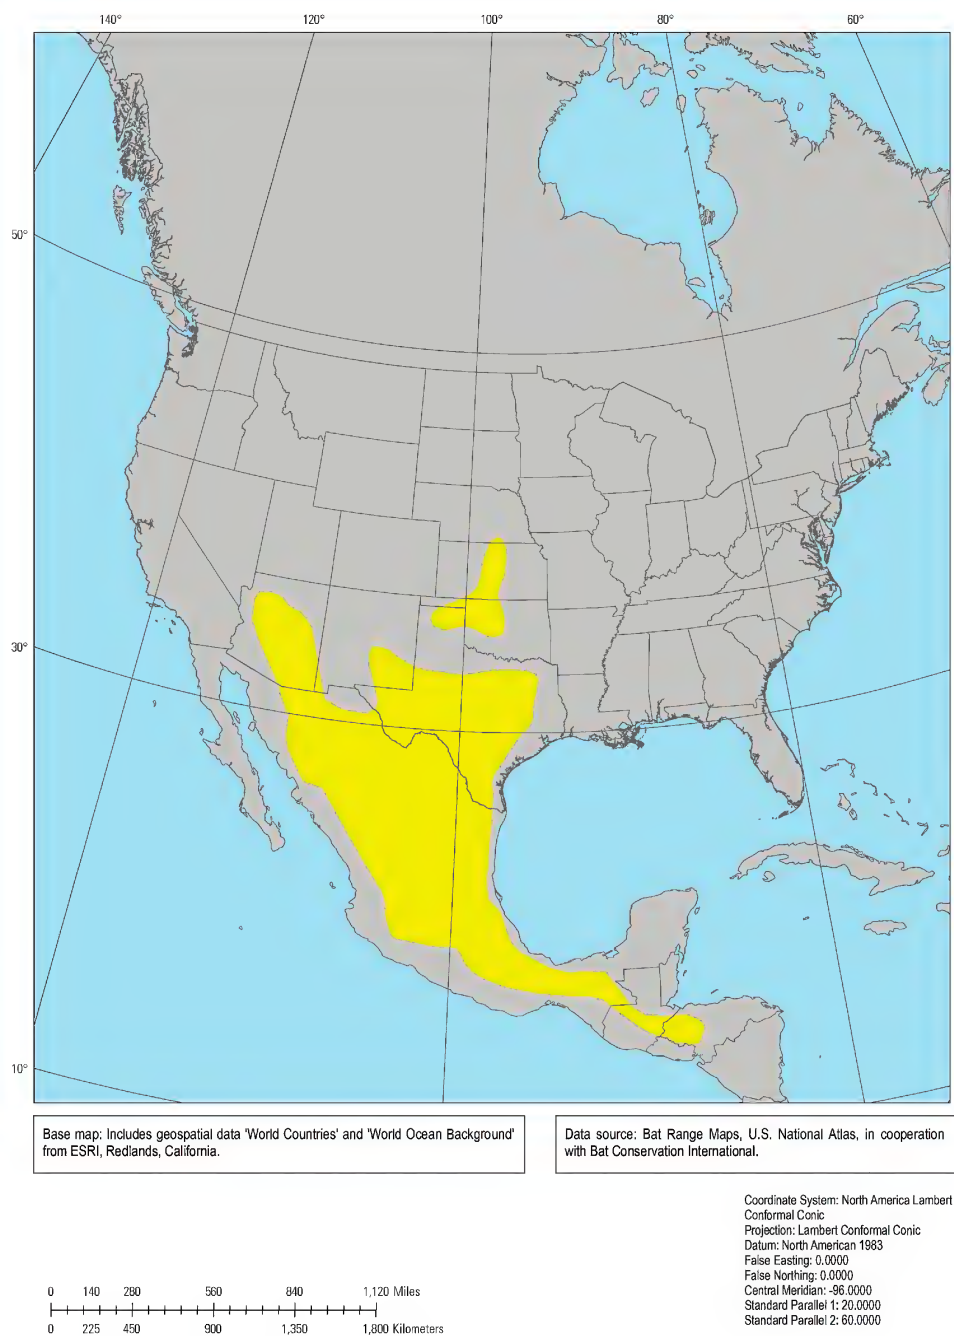 140° 120° 100° 80° 60°
50°
30°
10°
Base map: Includes geospatial data 'World Countries' and 'World Ocean Background'
from ESRI, Redlands, California.
Data source: Bat Range Maps, U.S. National Atlas, in cooperation
with Bat Conservation International.
Coordinate System: North America Lambert
Conformal Conic
Projection: Lambert Conformal Conic
Datum: North American 1983
False Easting: 0.0000
False Northing: 0.0000
Central Meridian: -96.0000
Standard Parallel 1: 20.0000
Standard Parallel 2: 60.0000
0 140 280 560 840 1,120 Miles
0 225 450 900 1,350 1,800 Kilometers